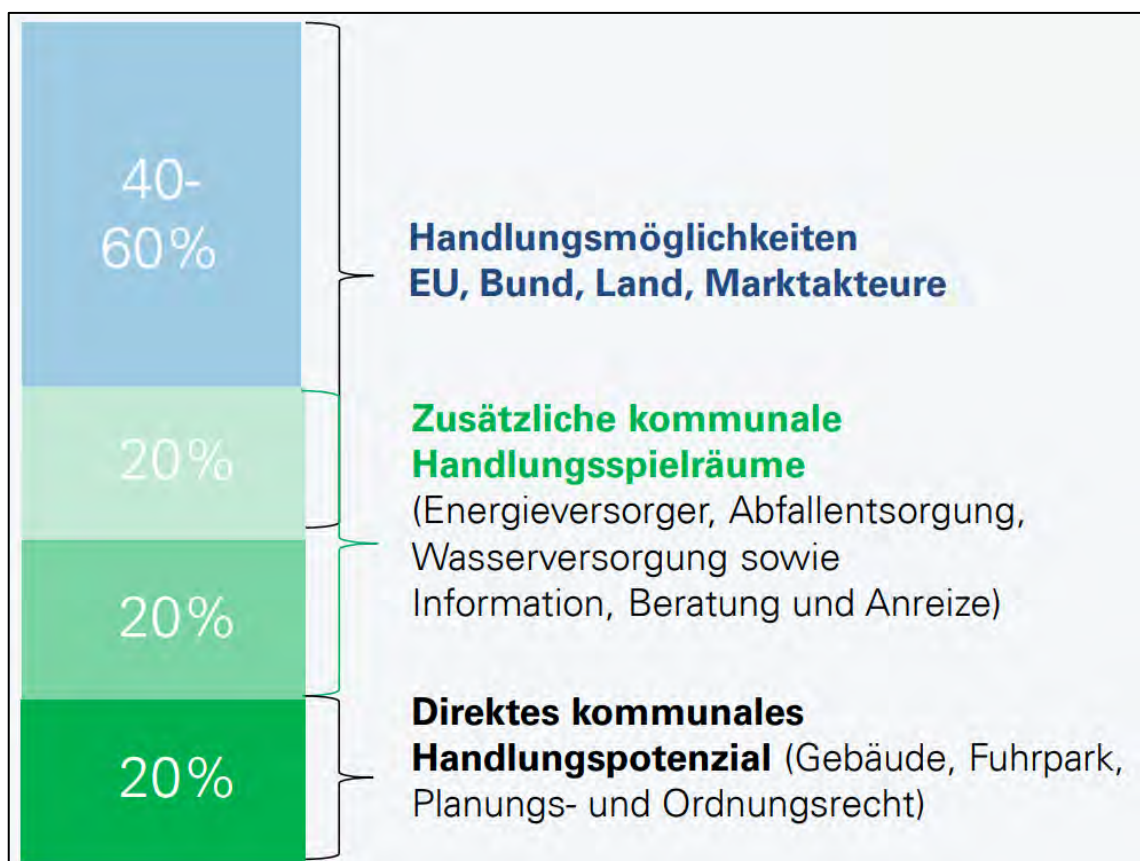 40-
60%
Handlungsmöglichkeiten
EU, Bund, Land, Marktakteure
20%
Zusätzliche kommunale
Handlungsspielräume
(Energieversorger, Abfallentsorgung,
Wasserversorgung sowie
Information, Beratung und Anreize)
20%
20%
Direktes kommunales
Handlungspotenzial (Gebäude, Fuhrpark,
Planungs- und Ordnungsrecht)